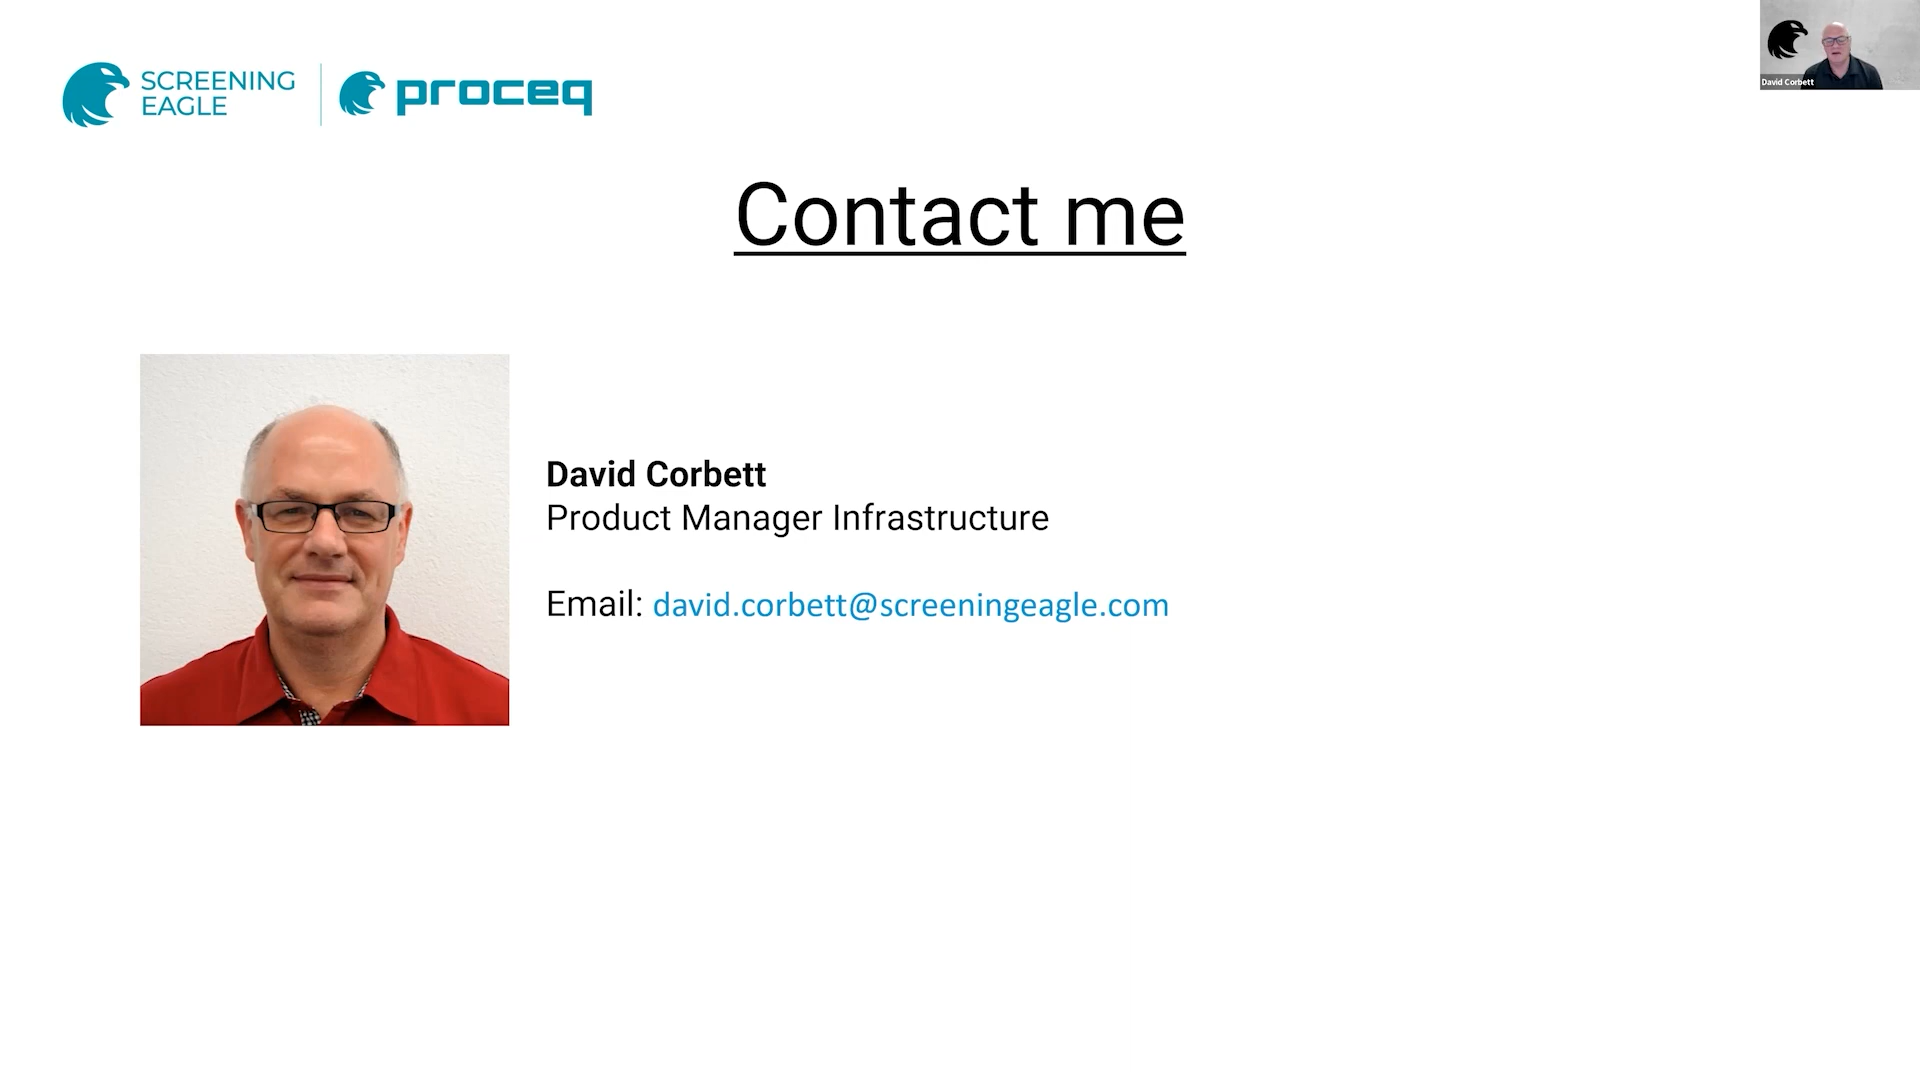 SCREENING
EAGLE
proceq
David Corbett
Contact me
David Corbett
Product Manager Infrastructure
Email: david.corbett@screeningeagle.com